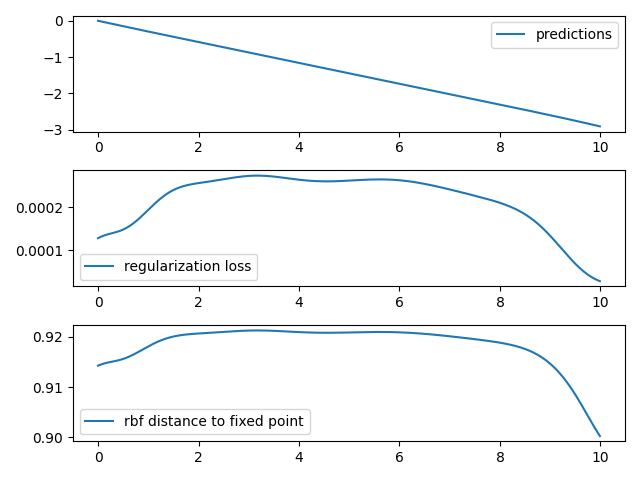 0
−1
−2
−3
predictions
0 2 4 6 8 10
0.0002
0.0001
regularization loss
0 2 4 6 8 10
0.92
0.91
0.90
rbf distance to fixed point
0 2 4 6 8 10